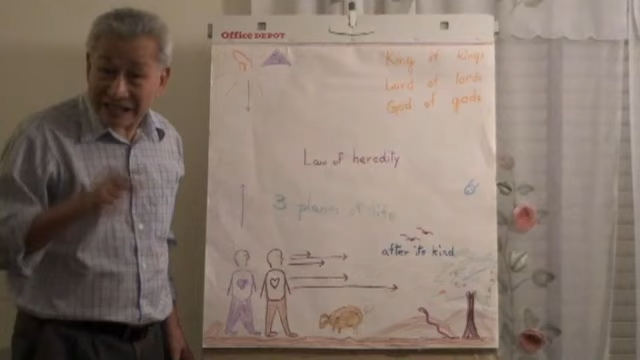 Office DEPOT
King of kings
Lord of lords
God of gods
Law of heredity
3 planes of life
after its kind